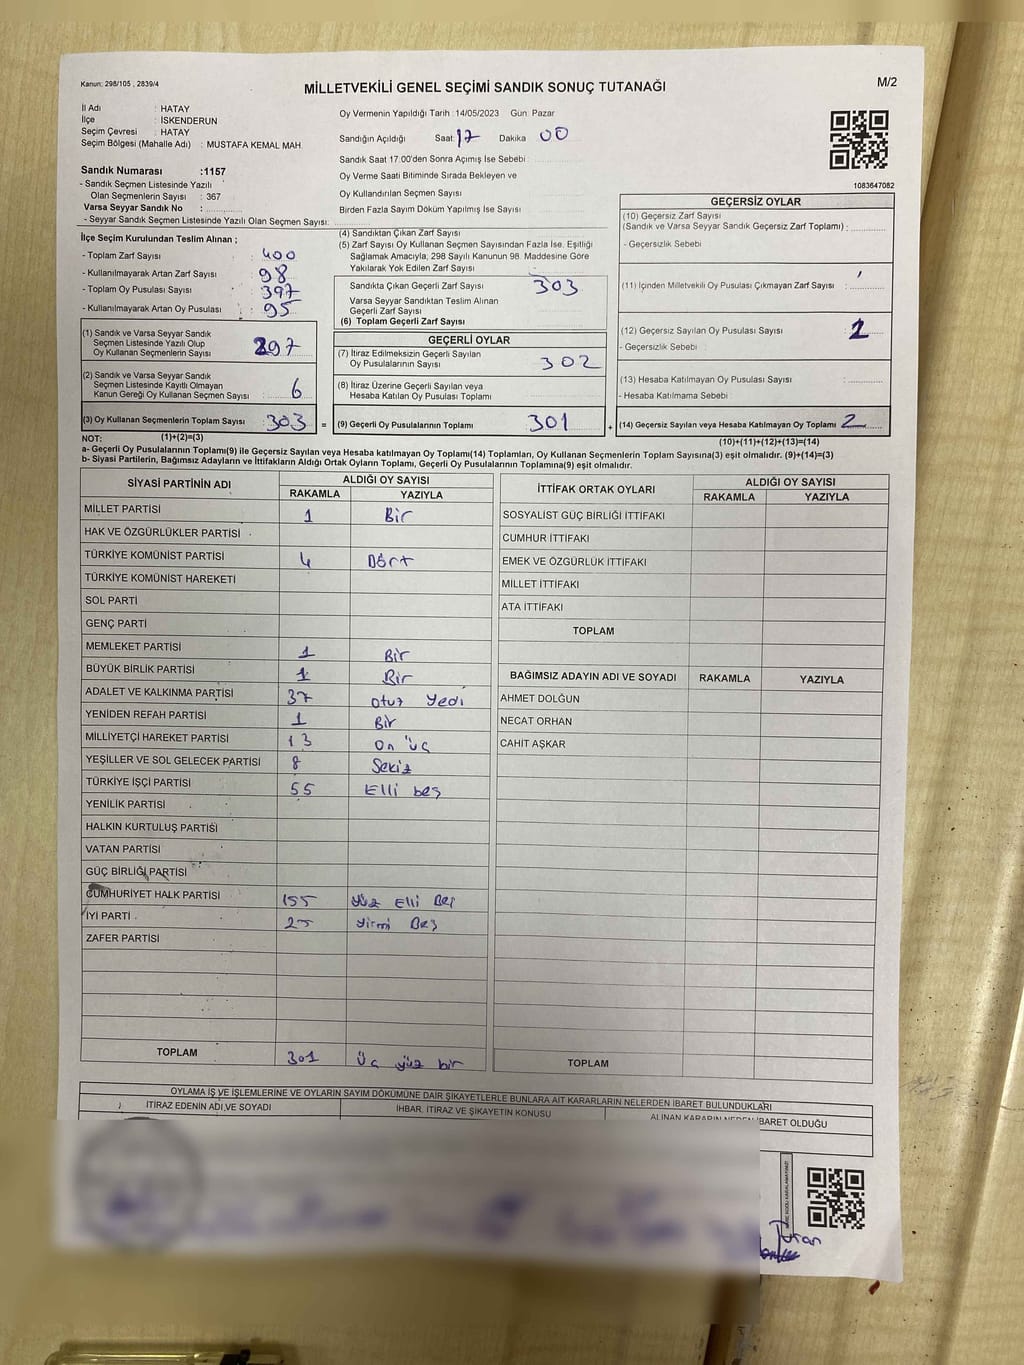 Kanun: 298/105 , 2839/4
MİLLETVEKİLİ GENEL SEÇİMİ SANDIK SONUÇ TUTANAĞI
M/2
İl Adı : HATAY
İlçe : İSKENDERUN
Seçim Çevresi : HATAY
Seçim Bölgesi (Mahalle Adı) : MUSTAFA KEMAL MAH.
Sandık Numarası :1157
- Sandık Seçmen Listesinde Yazılı
Olan Seçmenlerin Sayısı : 367
Varsa Seyyar Sandık No :
- Seyyar Sandık Seçmen Listesinde Yazılı Olan Seçmen Sayısı:
Oy Vermenin Yapıldığı Tarih :14/05/2023 Gün: Pazar
Sandığın Açıldığı Saat: 17 Dakika 00
Sandık Saat 17.00'den Sonra Açımış İse Sebebi :
Oy Verme Saati Bitiminde Sırada Bekleyen ve
Oy Kullandırılan Seçmen Sayısı
Birden Fazla Sayım Döküm Yapılmış İse Sayısı
1083647082
İlçe Seçim Kurulundan Teslim Alınan ;
- Toplam Zarf Sayısı : 400
- Kullanılmayarak Artan Zarf Sayısı : 98
- Toplam Oy Pusulası Sayısı : 397
- Kullanılmayarak Artan Oy Pusulası : 95
(1) Sandık ve Varsa Seyyar Sandık
Seçmen Listesinde Yazılı Olup
Oy Kullanan Seçmenlerin Sayısı 297
(2) Sandık ve Varsa Seyyar Sandık
Seçmen Listesinde Kayıtlı Olmayan
Kanun Gereği Oy Kullanan Seçmen Sayısı : 6
(3) Oy Kullanan Seçmenlerin Toplam Sayısı : 303 =
(1)+(2)=(3)
(4) Sandıktan Çıkan Zarf Sayısı
(5) Zarf Sayısı Oy Kullanan Seçmen Sayısından Fazla İse, Eşitliği
Sağlamak Amacıyla; 298 Sayılı Kanunun 98. Maddesine Göre
Yakılarak Yok Edilen Zarf Sayısı
Sandıkta Çıkan Geçerli Zarf Sayısı 303
Varsa Seyyar Sandıktan Teslim Alınan
Geçerli Zarf Sayısı
(6) Toplam Geçerli Zarf Sayısı
GEÇERLİ OYLAR
(7) İtiraz Edilmeksizin Geçerli Sayılan
Oy Pusulalarının Sayısı 302
(8) İtiraz Üzerine Geçerli Sayılan veya
Hesaba Katılan Oy Pusulası Toplamı
(9) Geçerli Oy Pusulalarının Toplamı 301 +
GEÇERSİZ OYLAR
(10) Geçersiz Zarf Sayısı
(Sandık ve Varsa Seyyar Sandık Geçersiz Zarf Toplamı) :
- Geçersizlik Sebebi
(11) İçinden Milletvekili Oy Pusulası Çıkmayan Zarf Sayısı :
(12) Geçersiz Sayılan Oy Pusulası Sayısı : 2
- Geçersizlik Sebebi :
(13) Hesaba Katılmayan Oy Pusulası Sayısı :
- Hesaba Katılmama Sebebi :
(14) Geçersiz Sayılan veya Hesaba Katılmayan Oy Toplamı 2
(10)+(11)+(12)+(13)=(14)
NOT:
a- Geçerli Oy Pusulalarının Toplamı(9) ile Geçersiz Sayılan veya Hesaba katılmayan Oy Toplamı(14) Toplamları, Oy Kullanan Seçmenlerin Toplam Sayısına(3) eşit olmalıdır. (9)+(14)=(3)
b- Siyasi Partilerin, Bağımsız Adayların ve İttifakların Aldığı Ortak Oyların Toplamı, Geçerli Oy Pusulalarının Toplamına(9) eşit olmalıdır.
SİYASİ PARTİNİN ADI ALDIĞI OY SAYISI
RAKAMLA YAZIYLA
MİLLET PARTİSİ 1 Bir
HAK VE ÖZGÜRLÜKLER PARTİSİ
TÜRKİYE KOMÜNİST PARTİSİ 4 Dört
TÜRKİYE KOMÜNİST HAREKETİ
SOL PARTİ
GENÇ PARTİ
MEMLEKET PARTİSİ 1 Bir
BÜYÜK BİRLİK PARTİSİ 1 Bir
ADALET VE KALKINMA PARTİSİ 37 otuz yedi
YENİDEN REFAH PARTİSİ 1 Bir
MİLLİYETÇİ HAREKET PARTİSİ 13 On üç
YEŞİLLER VE SOL GELECEK PARTİSİ 8 Sekiz
TÜRKİYE İŞÇİ PARTİSİ 55 Elli beş
YENİLİK PARTİSİ
HALKIN KURTULUŞ PARTİSİ
VATAN PARTİSİ
GÜÇ BİRLİĞİ PARTİSİ
CUMHURİYET HALK PARTİSİ 155 Yüz Elli Beş
İYİ PARTİ 25 Yirmi Beş
ZAFER PARTİSİ
TOPLAM 301 Üç yüz bir
İTTİFAK ORTAK OYLARI ALDIĞI OY SAYISI
RAKAMLA YAZIYLA
SOSYALİST GÜÇ BİRLİĞİ İTTİFAKI
CUMHUR İTTİFAKI
EMEK VE ÖZGÜRLÜK İTTİFAKI
MİLLET İTTİFAKI
ATA İTTİFAKI
TOPLAM
BAĞIMSIZ ADAYIN ADI VE SOYADI RAKAMLA YAZIYLA
AHMET DOLĞUN
NECAT ORHAN
CAHİT AŞKAR
TOPLAM
OYLAMA İŞ VE İŞLEMLERİNE VE OYLARIN SAYIM DÖKÜMÜNE DAİR ŞİKAYETLERLE BUNLARA AİT KARARLARIN NELERDEN İBARET BULUNDUKLARI
İTİRAZ EDENİN ADI VE SOYADI İHBAR, İTİRAZ VE ŞİKAYETİN KONUSU ALINAN KARARIN NEDEN İBARET OLDUĞU